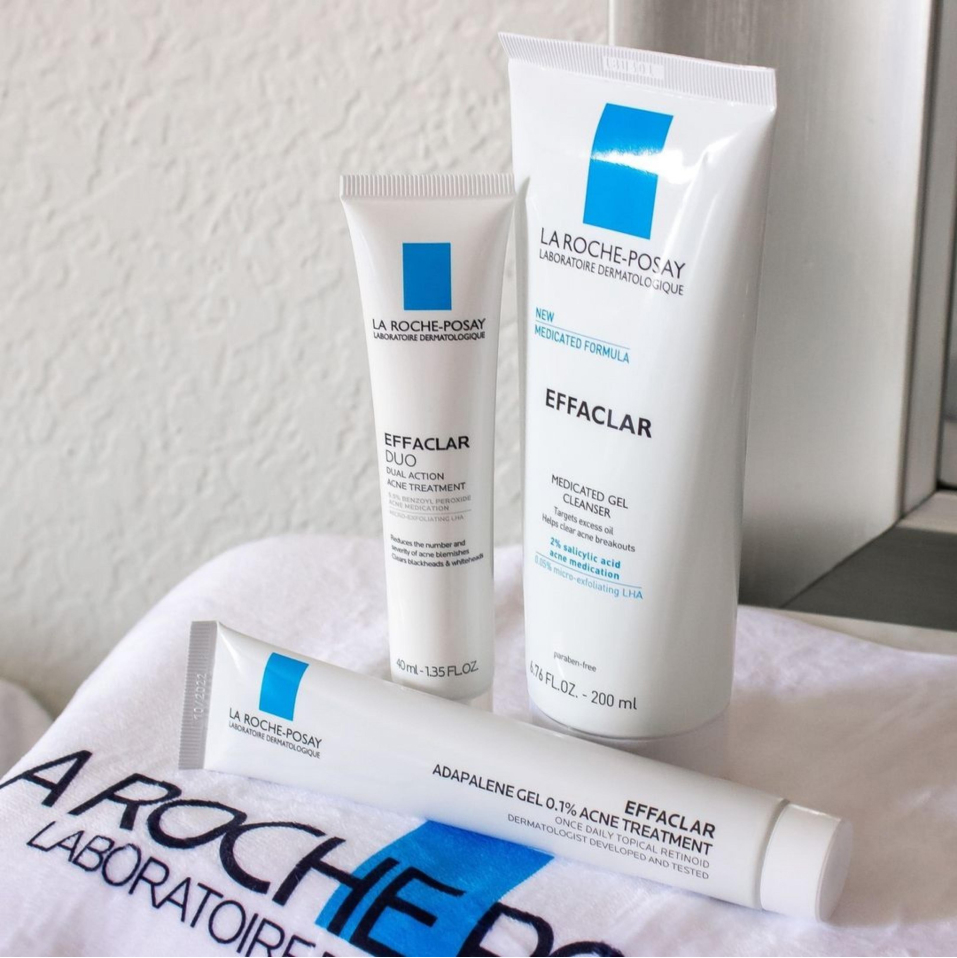 LA ROCHE-POSAY
LABORATOIRE DERMATOLOGIQUE
EFFACLAR
DUO
DUAL ACTION
ACNE TREATMENT
BENZOYL PEROXIDE
ACNE MEDICATION
MICRO-EXFOLIATING LHA
Reduces the number and
severity of acne blemishes
Clears blackheads & whiteheads
40 ml - 1.35 FL.OZ.
LA ROCHE-POSAY
LABORATOIRE DERMATOLOGIQUE
NEW
MEDICATED FORMULA
EFFACLAR
MEDICATED GEL
CLEANSER
Targets excess oil
Helps clear acne breakouts
2% salicylic acid
acne medication
0.05% micro-exfoliating LHA
paraben-free
6.76 FL.OZ. - 200 ml
10/2022
LA ROCHE-POSAY
LABORATOIRE DERMATOLOGIQUE
EFFACLAR
ADAPALENE GEL 0.1% ACNE TREATMENT
ONCE DAILY TOPICAL RETINOID
DERMATOLOGIST DEVELOPED AND TESTED
A ROCHE PO
LABORATOIRE